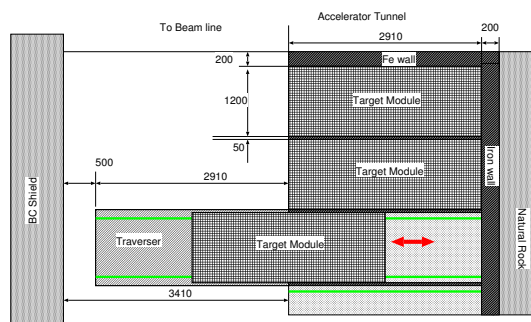 Accelerator Tunnel
To Beam line
2910
200
200
Fe wall
1200
Target Module
50
Target Module
500
2910
Iron wall
BC Shield
Natural Rock
Traverser
Target Module
3410